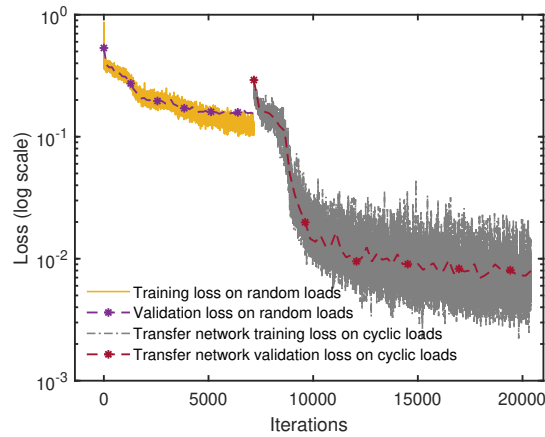 10^0
10^-1
10^-2
10^-3
Loss (log scale)
Training loss on random loads
Validation loss on random loads
Transfer network training loss on cyclic loads
Transfer network validation loss on cyclic loads
0 5000 10000 15000 20000
Iterations